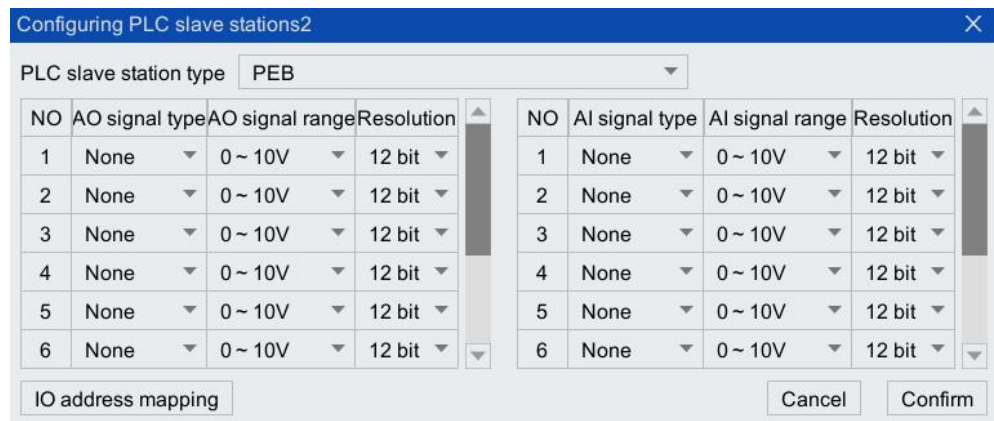 Configuring PLC slave stations2
PLC slave station type PEB
NO AO signal type AO signal range Resolution NO AI signal type AI signal range Resolution
1 None 0 ~ 10V 12 bit 1 None 0 ~ 10V 12 bit
2 None 0 ~ 10V 12 bit 2 None 0 ~ 10V 12 bit
3 None 0 ~ 10V 12 bit 3 None 0 ~ 10V 12 bit
4 None 0 ~ 10V 12 bit 4 None 0 ~ 10V 12 bit
5 None 0 ~ 10V 12 bit 5 None 0 ~ 10V 12 bit
6 None 0 ~ 10V 12 bit 6 None 0 ~ 10V 12 bit
IO address mapping Cancel Confirm